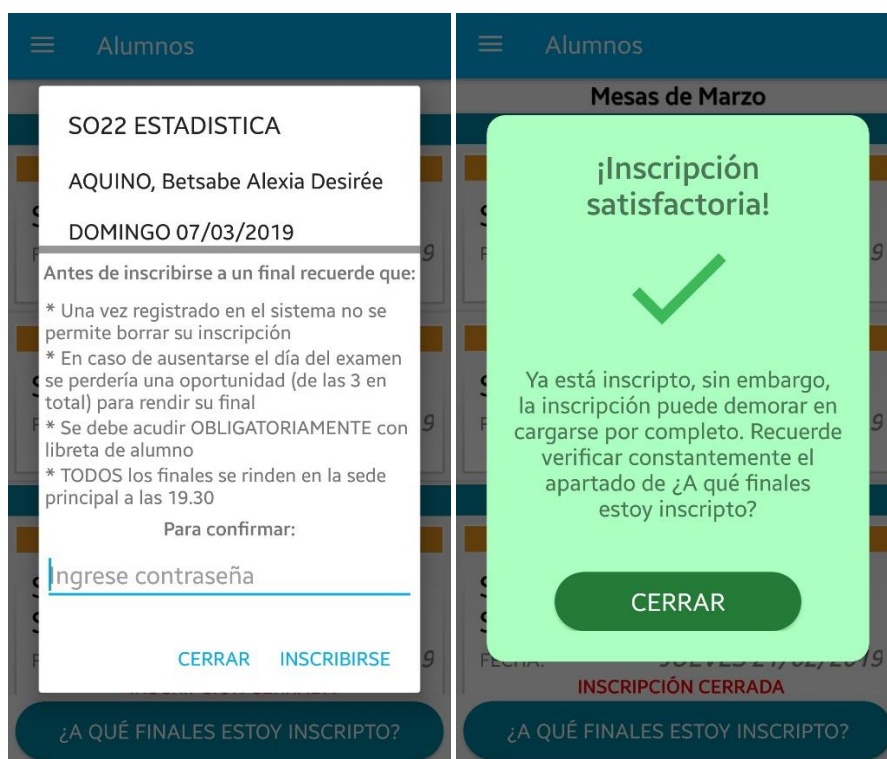 Alumnos
SO22 ESTADISTICA
AQUINO, Betsabe Alexia Desirée
DOMINGO 07/03/2019
Antes de inscribirse a un final recuerde que:
* Una vez registrado en el sistema no se
permite borrar su inscripción
* En caso de ausentarse el día del examen
se perdería una oportunidad (de las 3 en
total) para rendir su final
* Se debe acudir OBLIGATORIAMENTE con
libreta de alumno
* TODOS los finales se rinden en la sede
principal a las 19.30
Para confirmar:
Ingrese contraseña
CERRAR INSCRIBIRSE
¿A QUÉ FINALES ESTOY INSCRIPTO?
Alumnos
Mesas de Marzo
¡Inscripción
satisfactoria!
Ya está inscripto, sin embargo,
la inscripción puede demorar en
cargarse por completo. Recuerde
verificar constantemente el
apartado de ¿A qué finales
estoy inscripto?
CERRAR
FECHA: JUEVES 21/02/2019
INSCRIPCIÓN CERRADA
¿A QUÉ FINALES ESTOY INSCRIPTO?